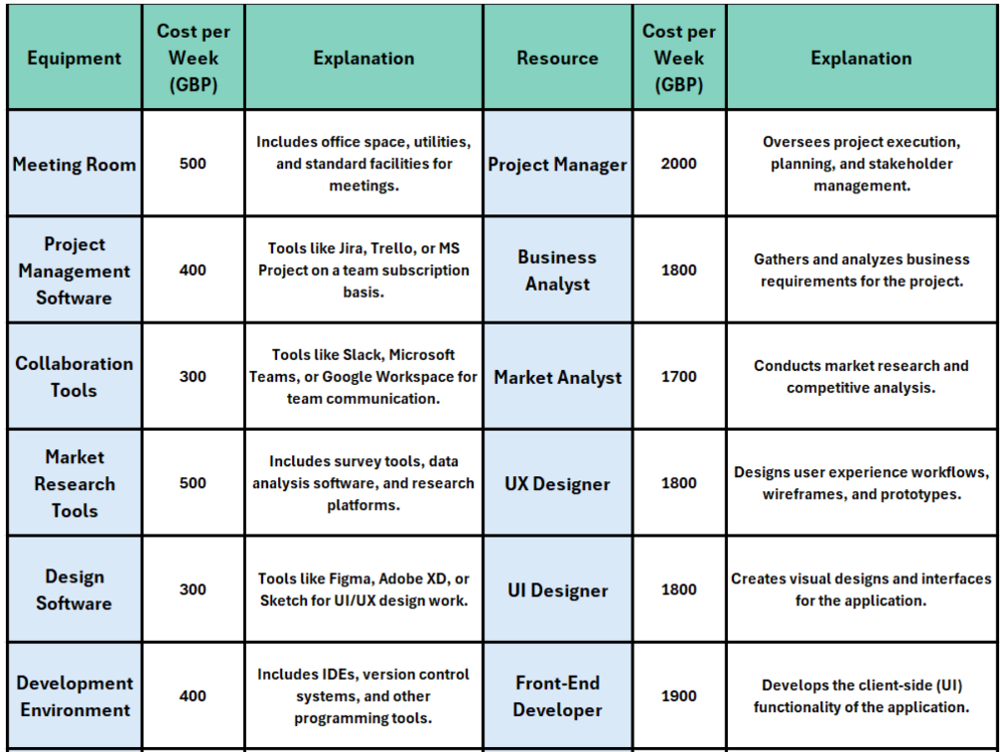 Equipment
Cost per
Week
(GBP)
Explanation
Resource
Cost per
Week
(GBP)
Explanation
Meeting Room
500
Includes office space, utilities,
and standard facilities for
meetings.
Project Manager
2000
Oversees project execution,
planning, and stakeholder
management.
Project
Management
Software
400
Tools like Jira, Trello, or MS
Project on a team subscription
basis.
Business
Analyst
1800
Gathers and analyzes business
requirements for the project.
Collaboration
Tools
300
Tools like Slack, Microsoft
Teams, or Google Workspace for
team communication.
Market Analyst
1700
Conducts market research and
competitive analysis.
Market
Research
Tools
500
Includes survey tools, data
analysis software, and research
platforms.
UX Designer
1800
Designs user experience workflows,
wireframes, and prototypes.
Design
Software
300
Tools like Figma, Adobe XD, or
Sketch for UI/UX design work.
UI Designer
1800
Creates visual designs and interfaces
for the application.
Development
Environment
400
Includes IDEs, version control
systems, and other
programming tools.
Front-End
Developer
1900
Develops the client-side (UI)
functionality of the application.